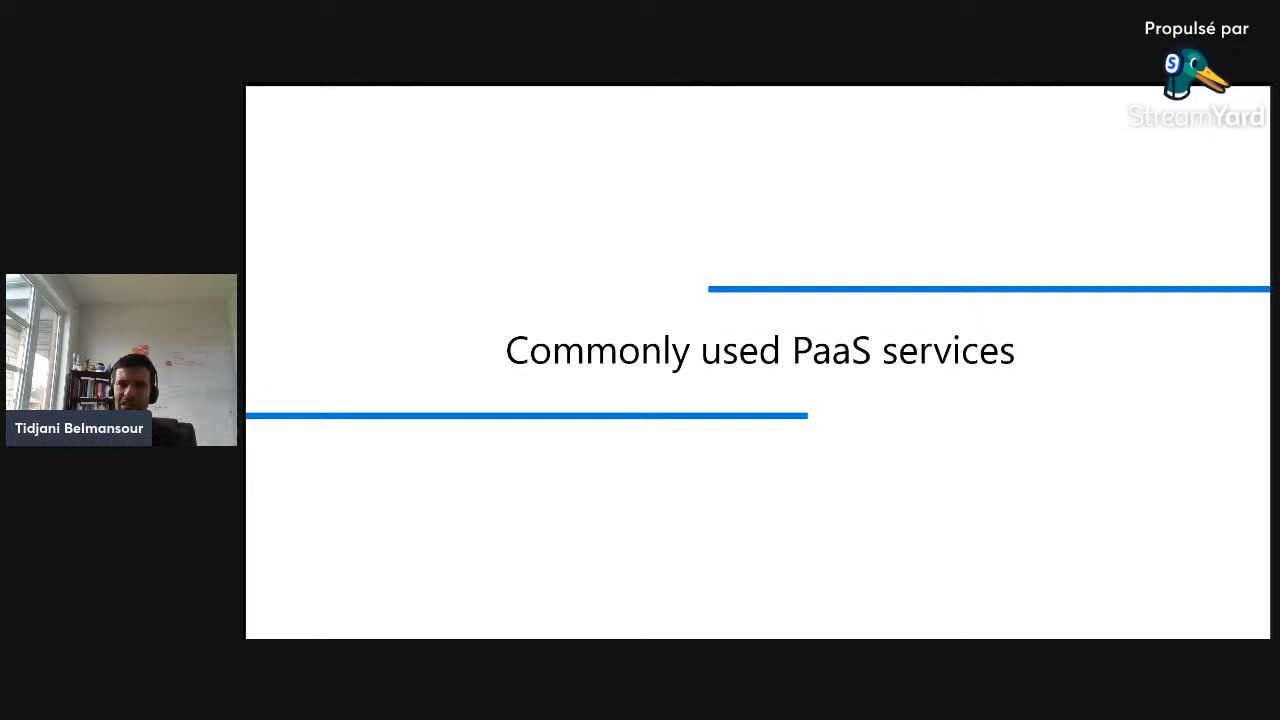 Propulsé par
S
StreamYard
Commonly used PaaS services
Tidjani Belmansour